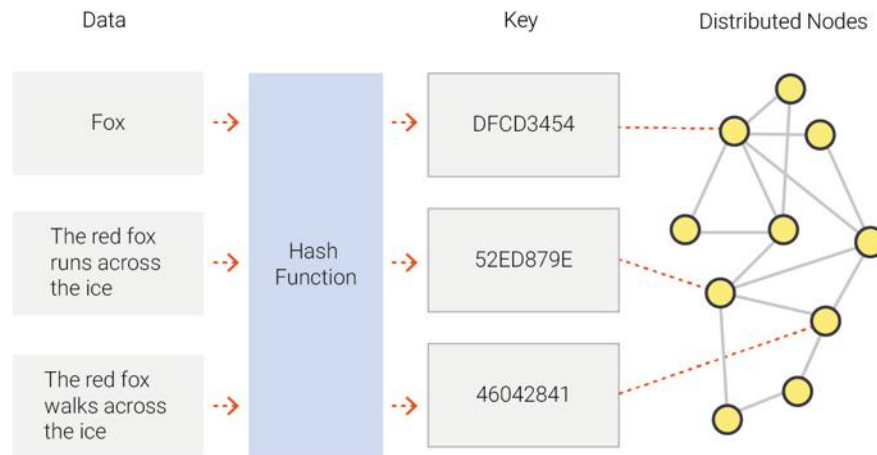 Data
Key
Distributed Nodes
Fox
DFCD3454
The red fox
runs across
the ice
Hash
Function
52ED879E
The red fox
walks across
the ice
46042841